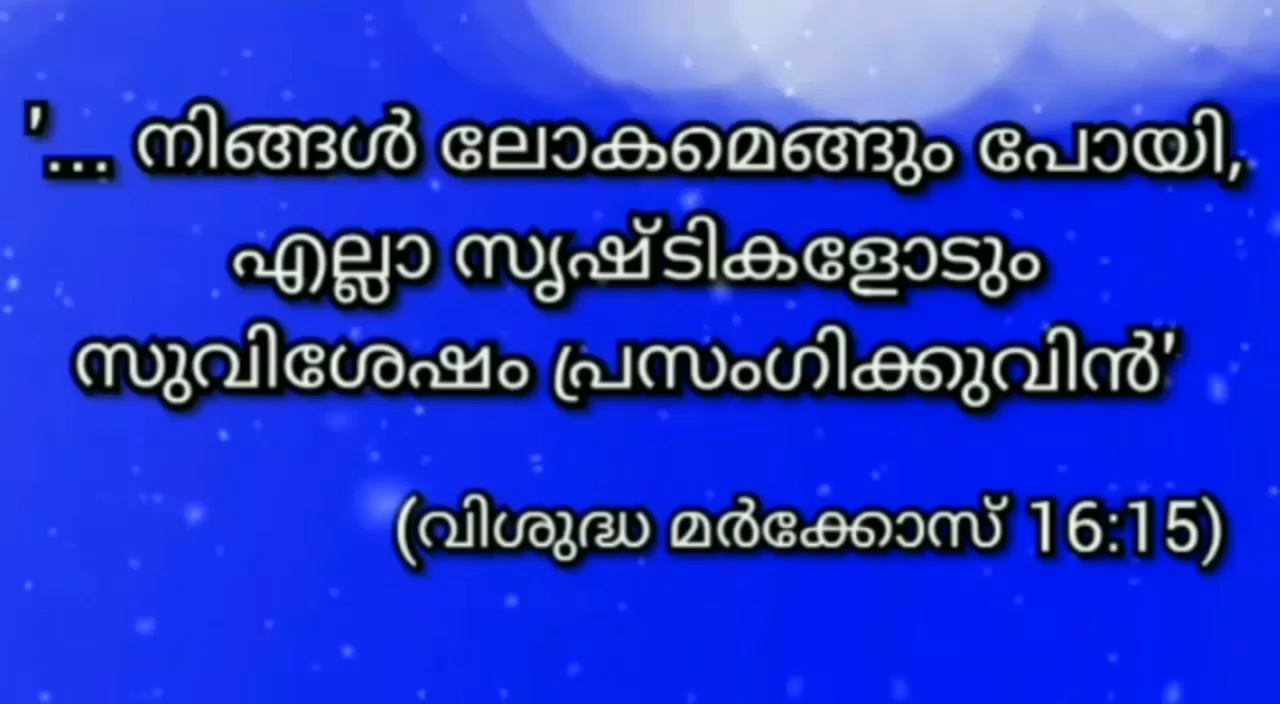 '... നിങ്ങൾ ലോകമെങ്ങും പോയി,
എല്ലാ സൃഷ്ടികളോടും
സുവിശേഷം പ്രസംഗിക്കുവിൻ'
(വിശുദ്ധ മർക്കോസ് 16:15)